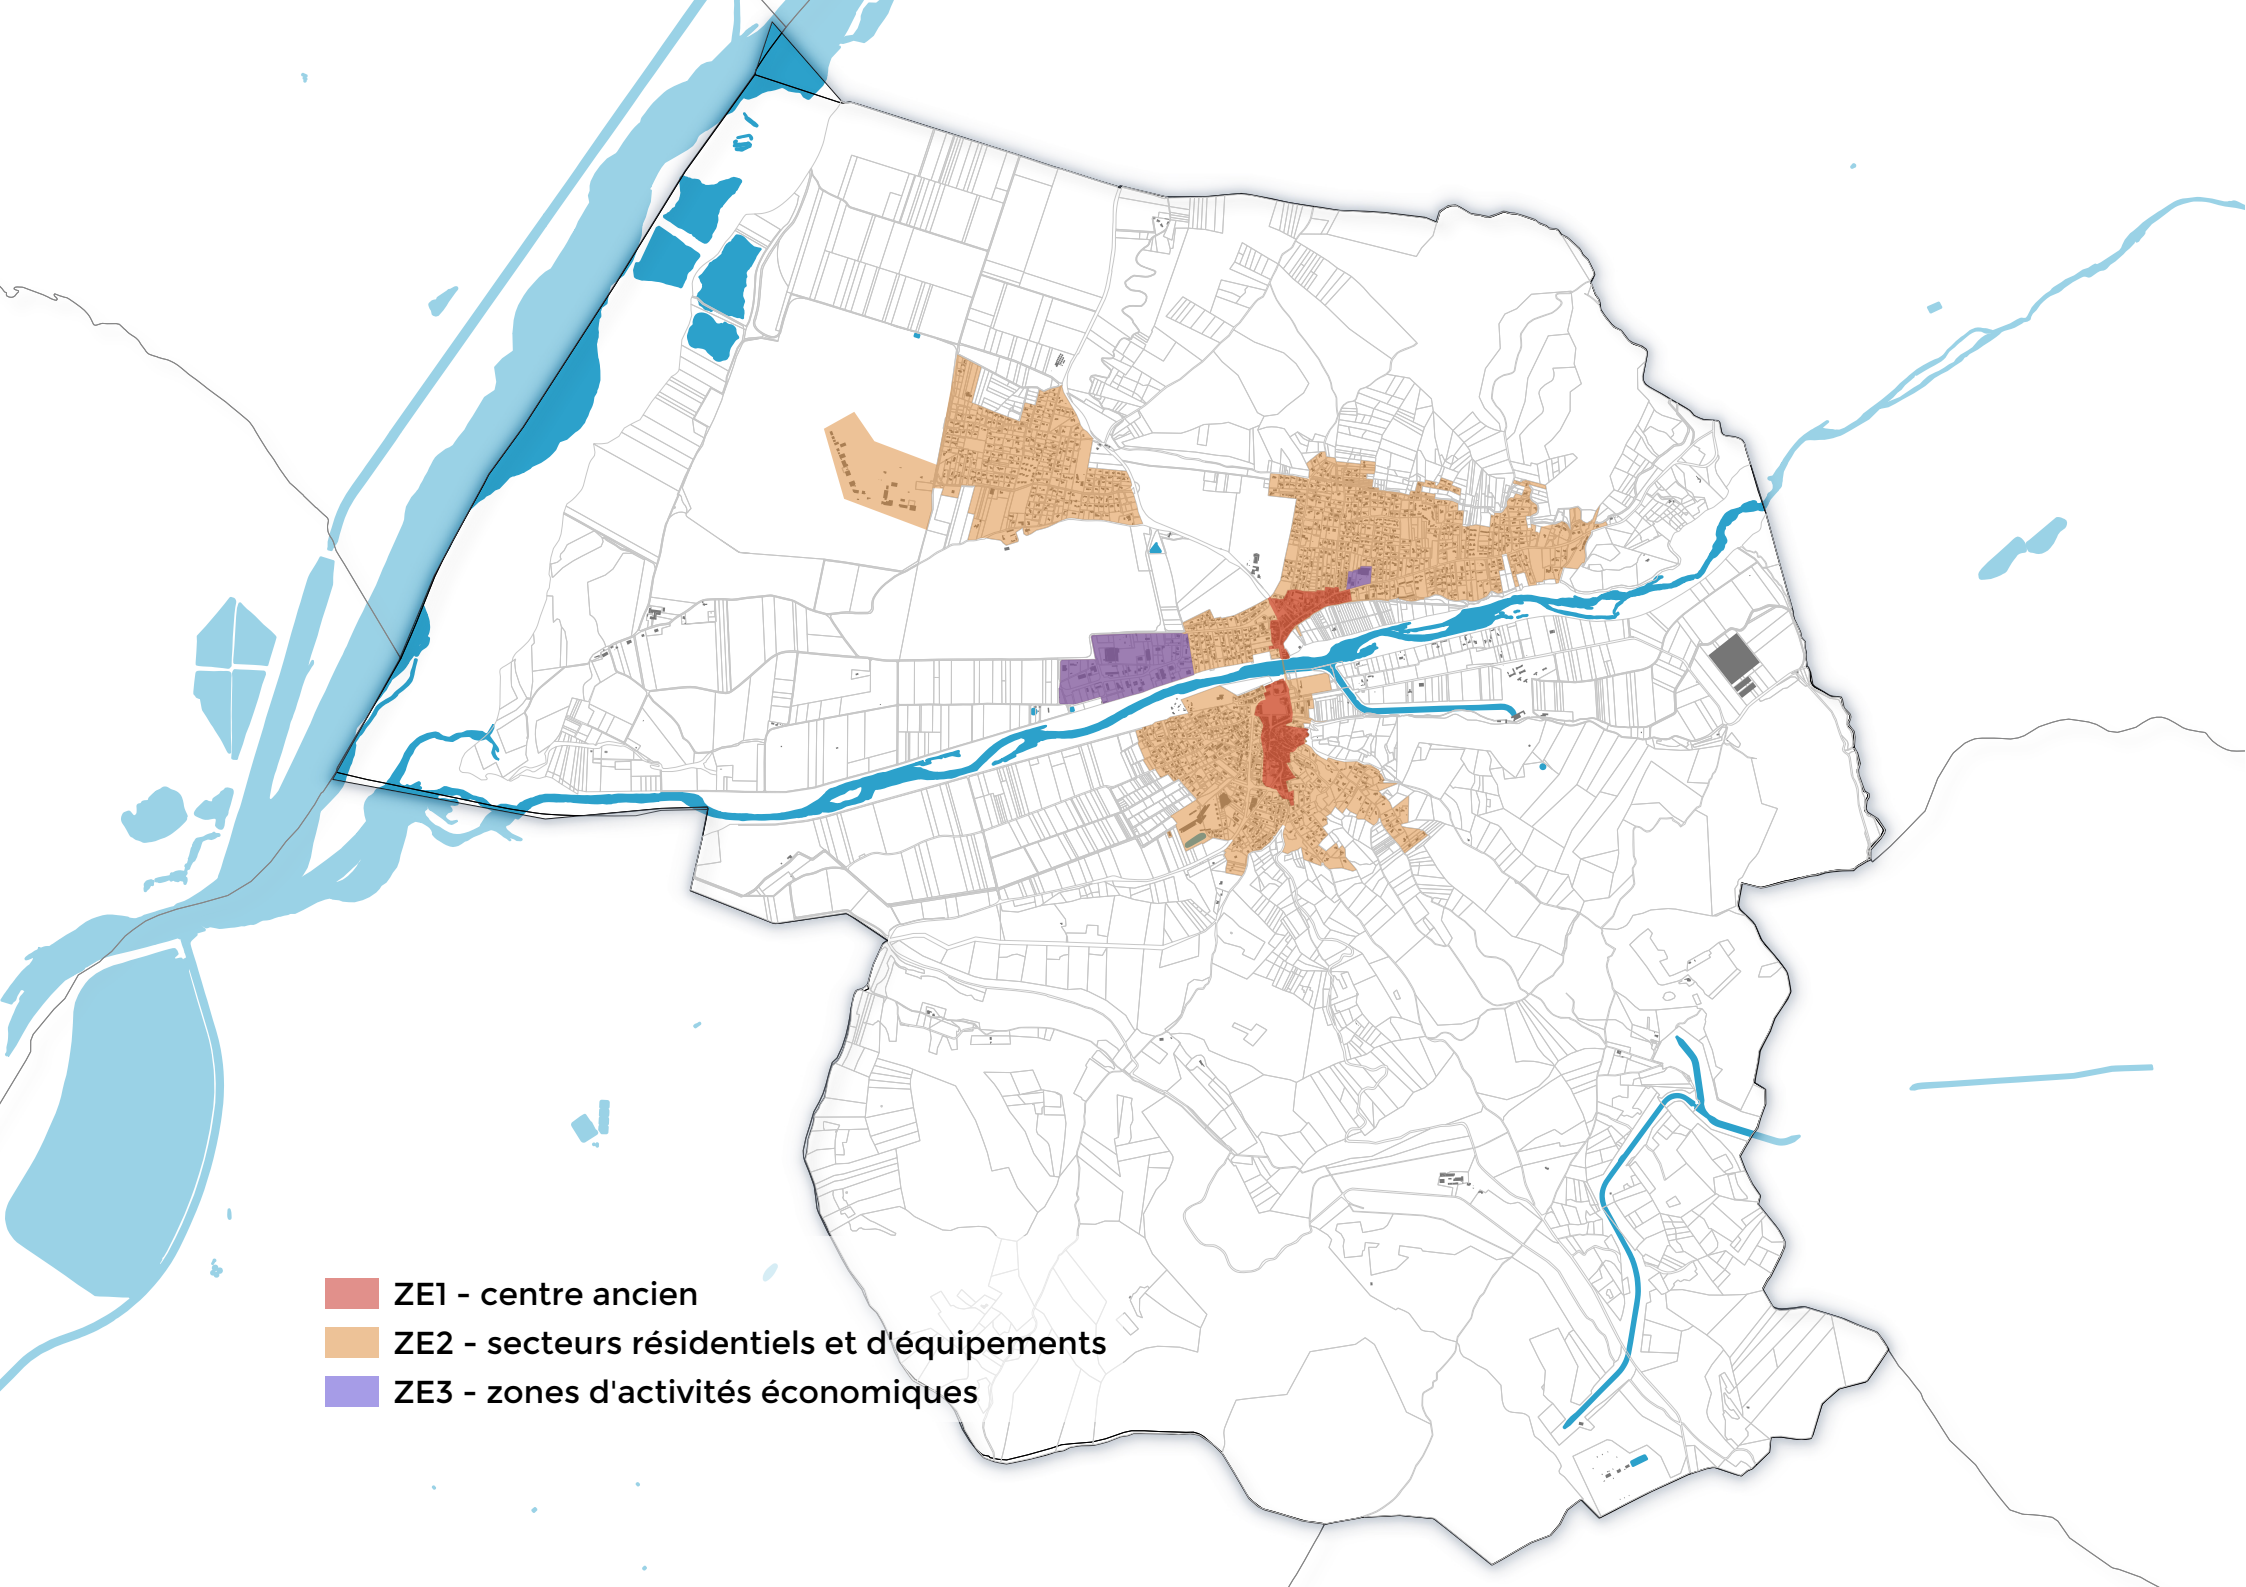 ZE1 - centre ancien
ZE2 - secteurs résidentiels et d'équipements
ZE3 - zones d'activités économiques